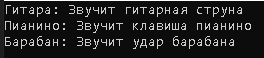 Гитара: Звучит гитарная струна
Пианино: Звучит клавиша пианино
Барабан: Звучит удар барабана